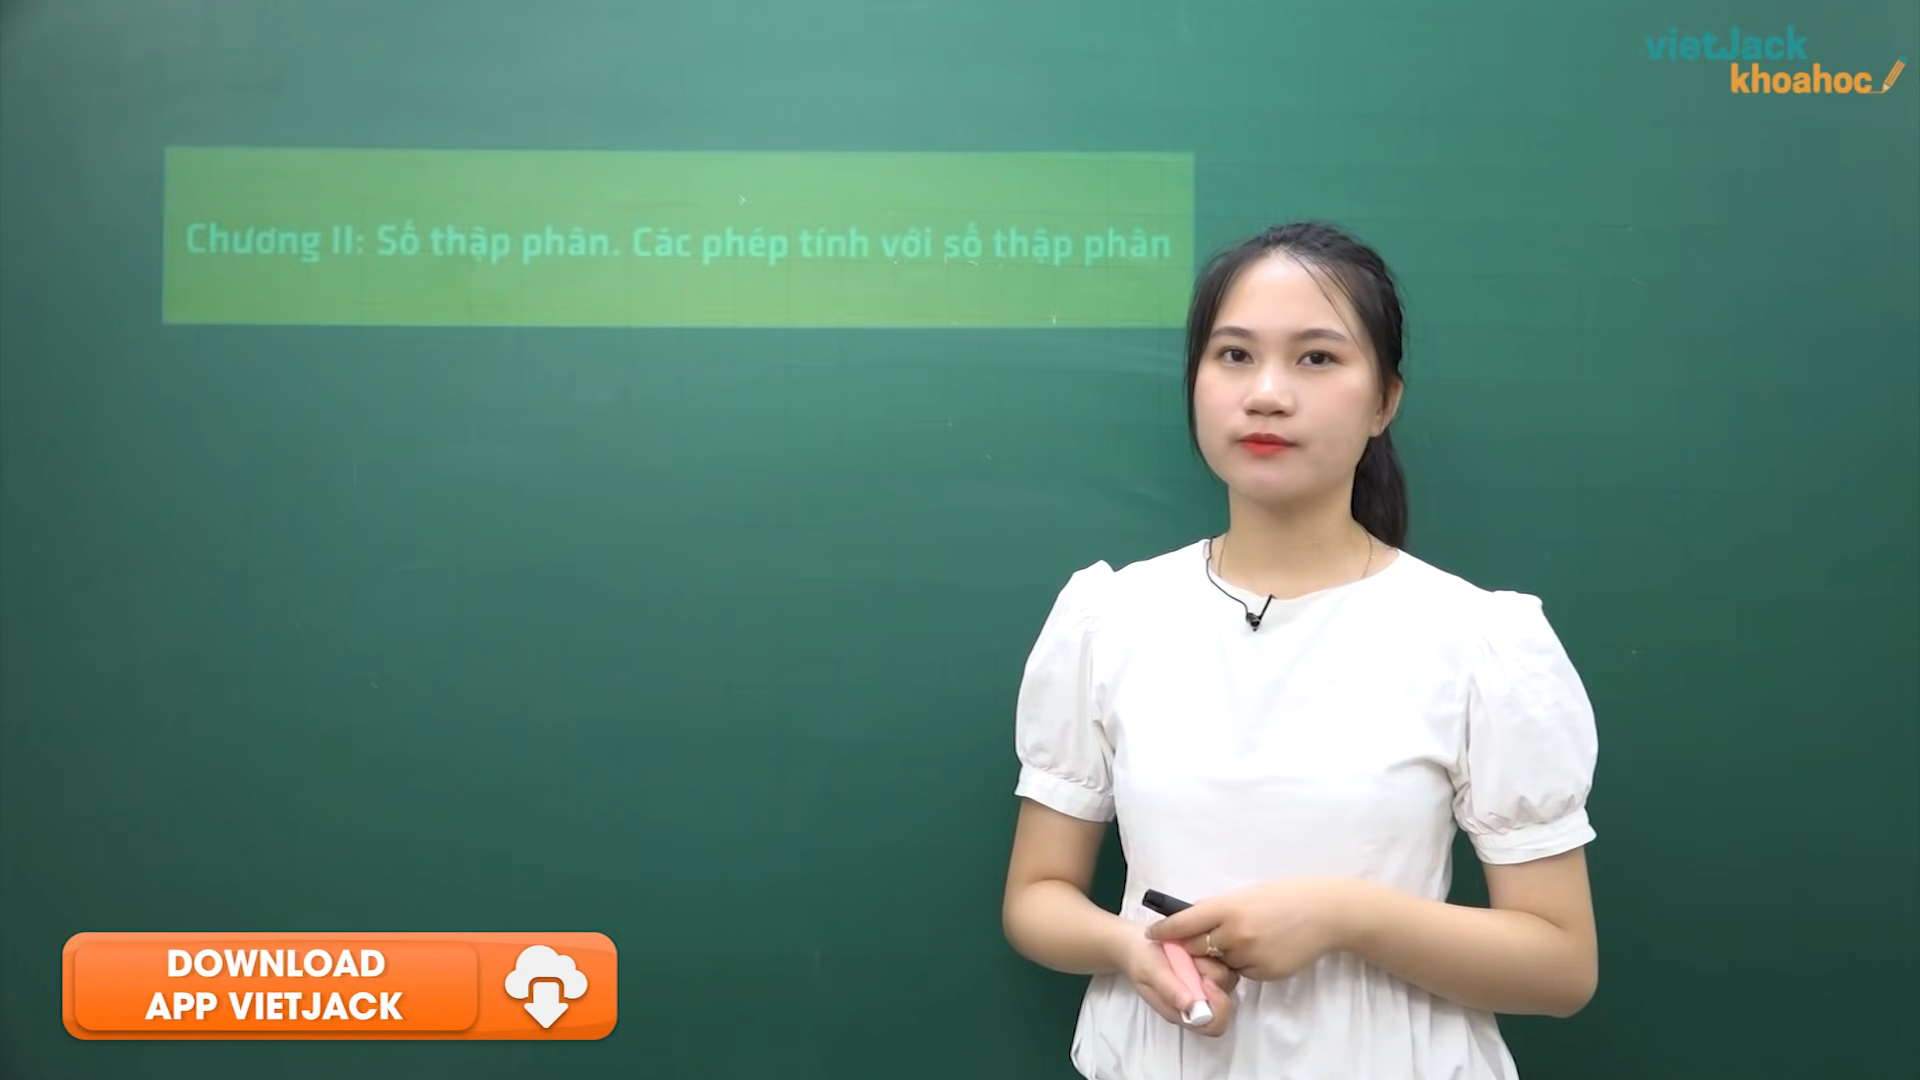 vietJack
khoahoc
Chương II: Số thập phân. Các phép tính với số thập phân
DOWNLOAD
APP VIETJACK